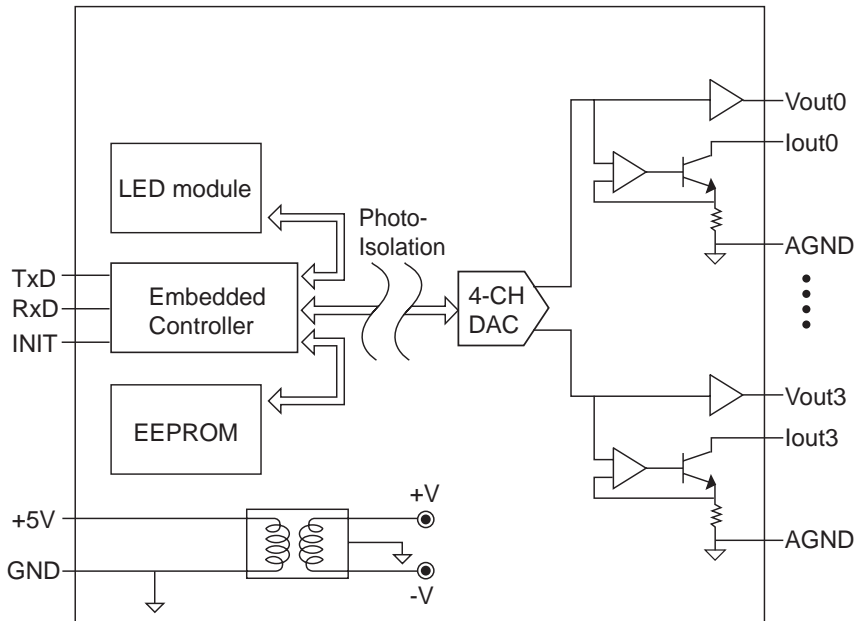 Vout0
Iout0
AGND
LED module
Photo-
Isolation
TxD
RxD
INIT
Embedded
Controller
4-CH
DAC
EEPROM
Vout3
Iout3
AGND
+5V
GND
+V
-V